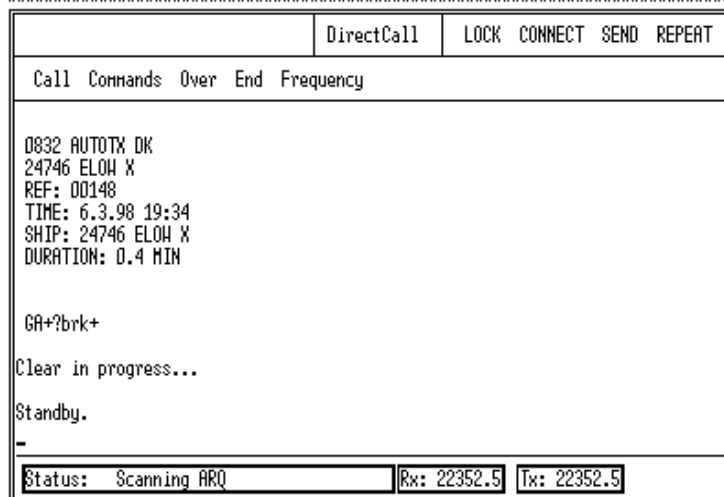 DirectCall LOCK CONNECT SEND REPEAT
Call Commands Over End Frequency
0832 AUTOTX DK
24746 ELOW X
REF: 00148
TIME: 6.3.98 19:34
SHIP: 24746 ELOW X
DURATION: 0.4 MIN
GA+?brk+
Clear in progress...
Standby.
Status: Scanning ARQ Rx: 22352.5 Tx: 22352.5